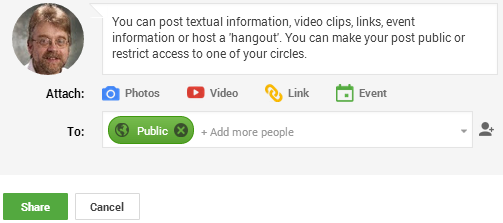 You can post textual information, video clips, links, event
information or host a 'hangout'. You can make your post public or
restrict access to one of your circles.
Attach: Photos Video Link Event
To: Public + Add more people
Share Cancel